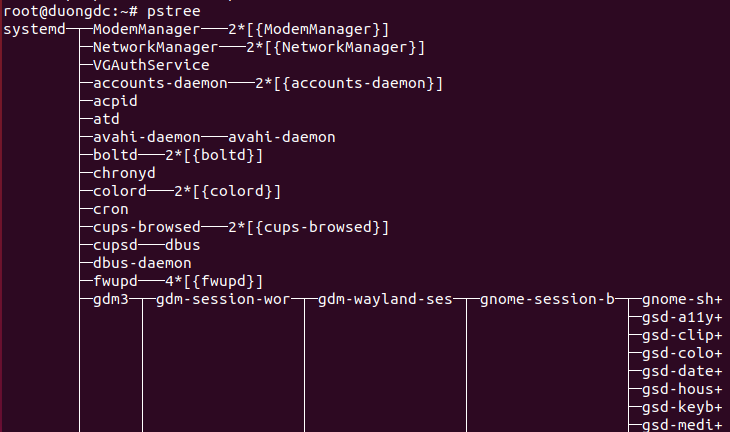 root@duongdc:~# pstree
systemd─┬─ModemManager───2*[{ModemManager}]
        ├─NetworkManager───2*[{NetworkManager}]
        ├─VGAuthService
        ├─accounts-daemon───2*[{accounts-daemon}]
        ├─acpid
        ├─atd
        ├─avahi-daemon───avahi-daemon
        ├─boltd───2*[{boltd}]
        ├─chronyd
        ├─colord───2*[{colord}]
        ├─cron
        ├─cups-browsed───2*[{cups-browsed}]
        ├─cupsd───dbus
        ├─dbus-daemon
        ├─fwupd───4*[{fwupd}]
        ├─gdm3─┬─gdm-session-wor─┬─gdm-wayland-ses─┬─gnome-session-b─┬─gnome-sh+
        │      │                 │                 │                 ├─gsd-a11y+
        │      │                 │                 │                 ├─gsd-clip+
        │      │                 │                 │                 ├─gsd-colo+
        │      │                 │                 │                 ├─gsd-date+
        │      │                 │                 │                 ├─gsd-hous+
        │      │                 │                 │                 ├─gsd-keyb+
        │      │                 │                 │                 ├─gsd-medi+